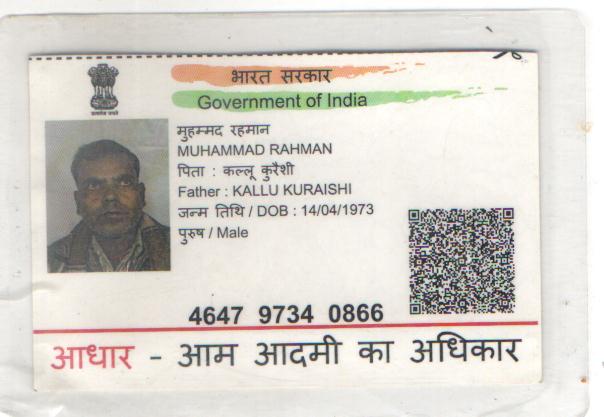 सत्यमेव जयते
भारत सरकार
Government of India
मुहम्मद रहमान
MUHAMMAD RAHMAN
पिता : कल्लू कुरैशी
Father : KALLU KURAISHI
जन्म तिथि / DOB : 14/04/1973
पुरुष / Male
4647 9734 0866
आधार - आम आदमी का अधिकार